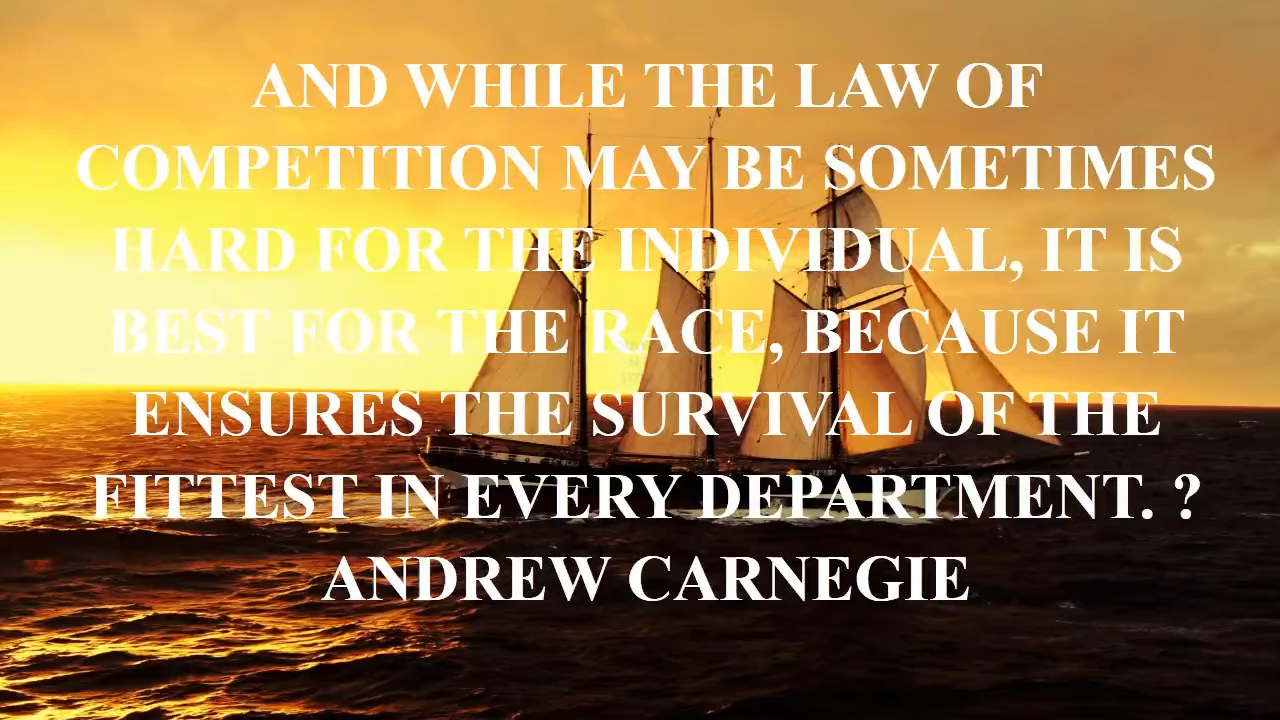 AND WHILE THE LAW OF
COMPETITION MAY BE SOMETIMES
HARD FOR THE INDIVIDUAL, IT IS
BEST FOR THE RACE, BECAUSE IT
ENSURES THE SURVIVAL OF THE
FITTEST IN EVERY DEPARTMENT. ?
ANDREW CARNEGIE